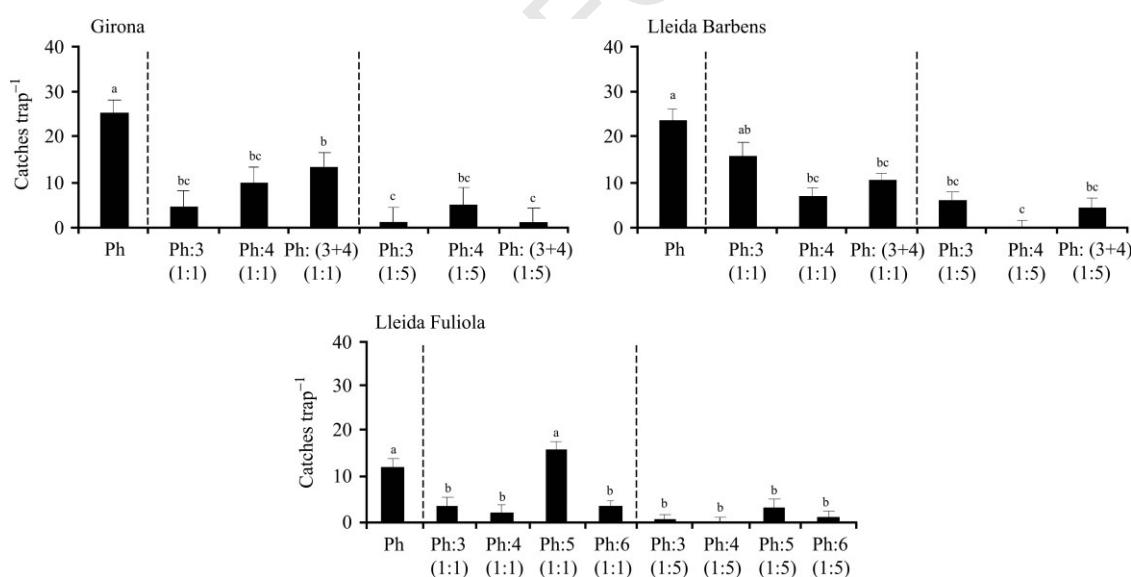 Girona
Catches trap⁻¹
40
30
20
10
0
a
bc
bc
b
c
bc
c
Ph
Ph:3 (1:1)
Ph:4 (1:1)
Ph: (3+4) (1:1)
Ph:3 (1:5)
Ph:4 (1:5)
Ph: (3+4) (1:5)
Lleida Barbens
40
30
20
10
0
a
ab
bc
bc
bc
c
bc
Ph
Ph:3 (1:1)
Ph:4 (1:1)
Ph: (3+4) (1:1)
Ph:3 (1:5)
Ph:4 (1:5)
Ph: (3+4) (1:5)
Lleida Fuliola
Catches trap⁻¹
40
30
20
10
0
a
b
b
a
b
b
b
b
b
Ph
Ph:3 (1:1)
Ph:4 (1:1)
Ph:5 (1:1)
Ph:6 (1:1)
Ph:3 (1:5)
Ph:4 (1:5)
Ph:5 (1:5)
Ph:6 (1:5)